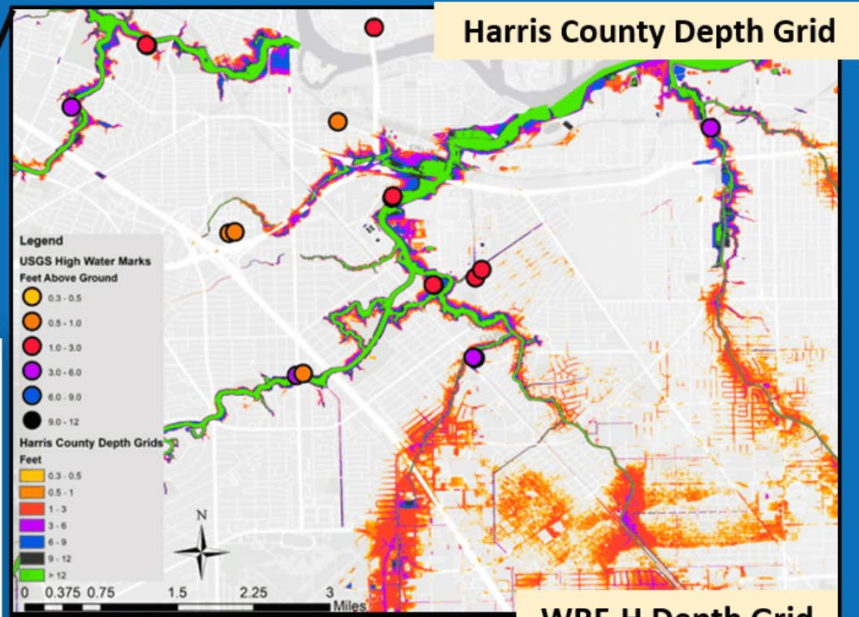 Harris County Depth Grid
Legend
USGS High Water Marks
Feet Above Ground
0.3 - 0.5
0.5 - 1.0
1.0 - 3.0
3.0 - 6.0
6.0 - 9.0
9.0 - 12
Harris County Depth Grids
Feet
0.3 - 0.5
0.5 - 1
1 - 3
3 - 6
6 - 9
9 - 12
> 12
N
0 0.375 0.75 1.5 2.25 3
Miles
Depth Grid